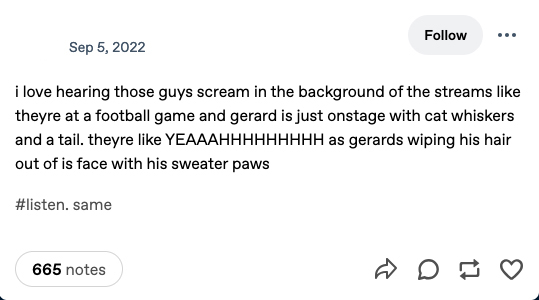 Sep 5, 2022
Follow
i love hearing those guys scream in the background of the streams like
theyre at a football game and gerard is just onstage with cat whiskers
and a tail. theyre like YEAAAHHHHHHHHH as gerards wiping his hair
out of is face with his sweater paws
#listen. same
665 notes